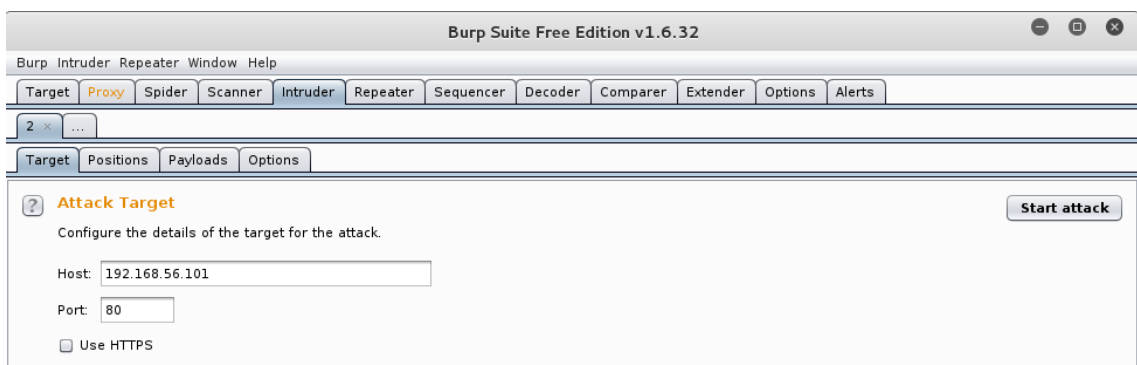 Burp Suite Free Edition v1.6.32
Burp Intruder Repeater Window Help
Target Proxy Spider Scanner Intruder Repeater Sequencer Decoder Comparer Extender Options Alerts
2 × ...
Target Positions Payloads Options
? Attack Target Start attack
Configure the details of the target for the attack.
Host: 192.168.56.101
Port: 80
Use HTTPS